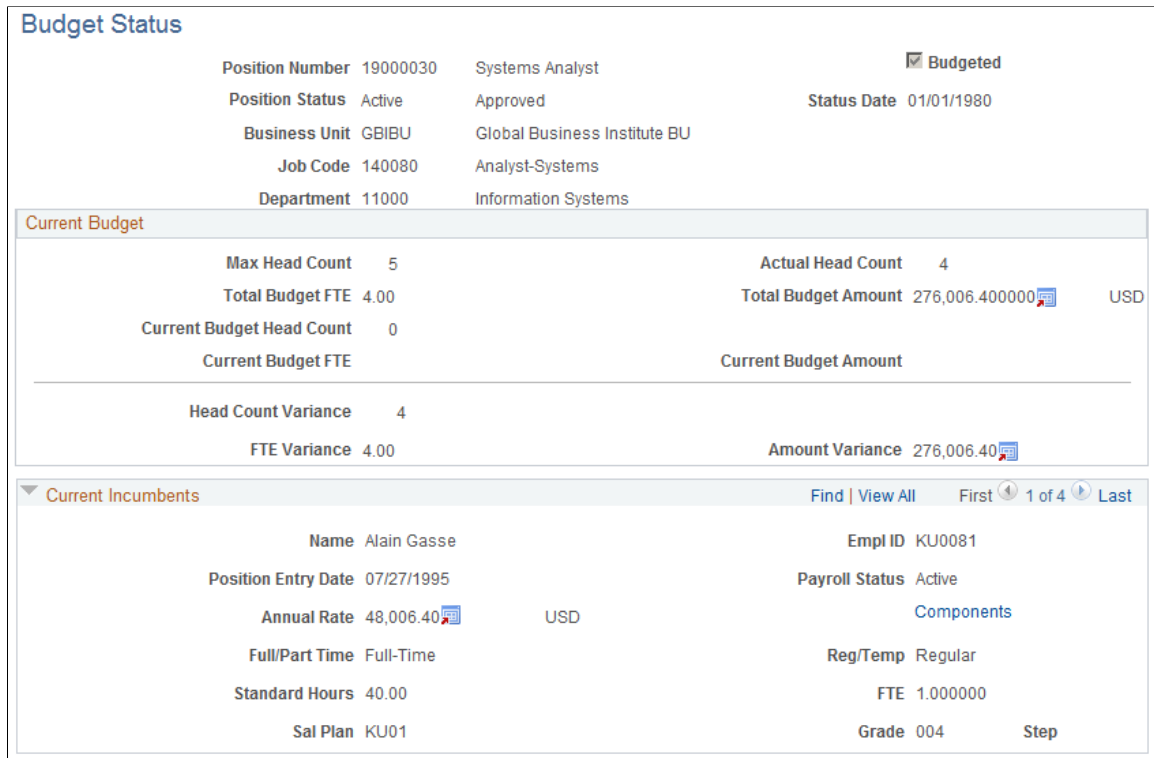 Budget Status
Position Number 19000030 Systems Analyst Budgeted
Position Status Active Approved Status Date 01/01/1980
Business Unit GBIBU Global Business Institute BU
Job Code 140080 Analyst-Systems
Department 11000 Information Systems
Current Budget
Max Head Count 5 Actual Head Count 4
Total Budget FTE 4.00 Total Budget Amount 276,006.400000 USD
Current Budget Head Count 0
Current Budget FTE Current Budget Amount
Head Count Variance 4
FTE Variance 4.00 Amount Variance 276,006.40
Current Incumbents Find | View All First 1 of 4 Last
Name Alain Gasse Empl ID KU0081
Position Entry Date 07/27/1995 Payroll Status Active
Annual Rate 48,006.40 USD Components
Full/Part Time Full-Time Reg/Temp Regular
Standard Hours 40.00 FTE 1.000000
Sal Plan KU01 Grade 004 Step